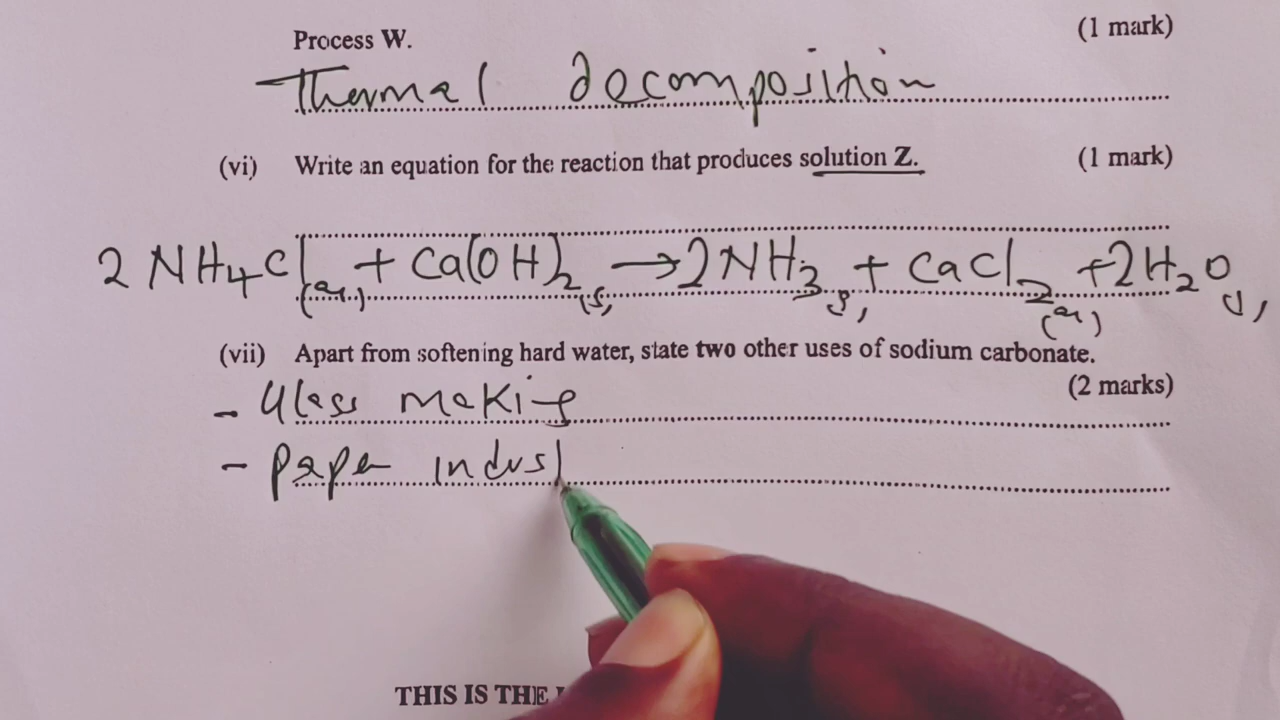 Process W. (1 mark)
Thermal decomposition
(vi) Write an equation for the reaction that produces solution Z. (1 mark)
2NH₄Cl(aq) + Ca(OH)₂(s) → 2NH₃(g) + CaCl₂(aq) + 2H₂O(l)
(vii) Apart from softening hard water, state two other uses of sodium carbonate.
(2 marks)
- Glass making
- paper indust
THIS IS THE